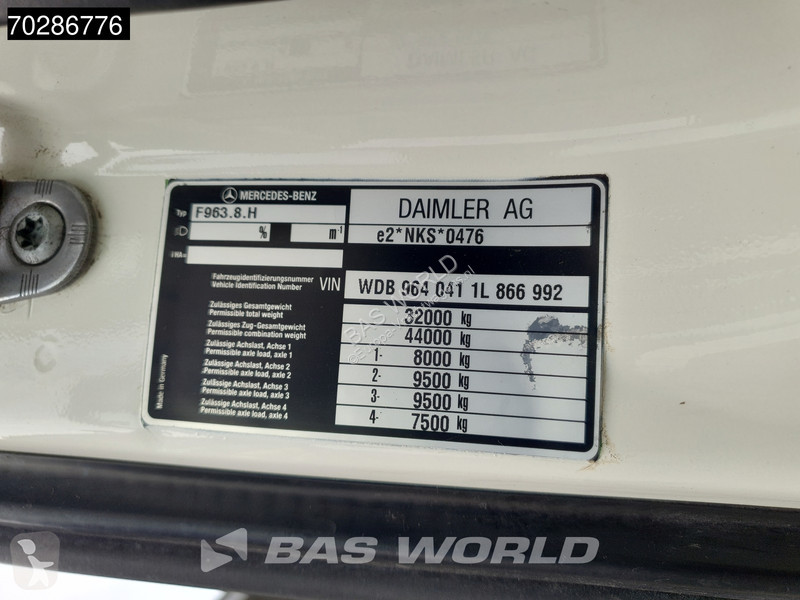 70286776
MERCEDES-BENZ
Typ F963.8.H
% m-1
DAIMLER AG
e2*NKS*0476
Fahrzeugidentifizierungsnummer
Vehicle Identification Number
VIN WDB 964 041 1L 866 992
Zulässiges Gesamtgewicht
Permissible total weight
32000 kg
Zulässiges Zug-Gesamtgewicht
Permissible combination weight
44000 kg
Zulässige Achslast, Achse 1
Permissible axle load, axle 1
1- 8000 kg
Zulässige Achslast, Achse 2
Permissible axle load, axle 2
2- 9500 kg
Zulässige Achslast, Achse 3
Permissible axle load, axle 3
3- 9500 kg
Zulässige Achslast, Achse 4
Permissible axle load, axle 4
4- 7500 kg
Made in Germany
BAS WORLD
BAS WORLD